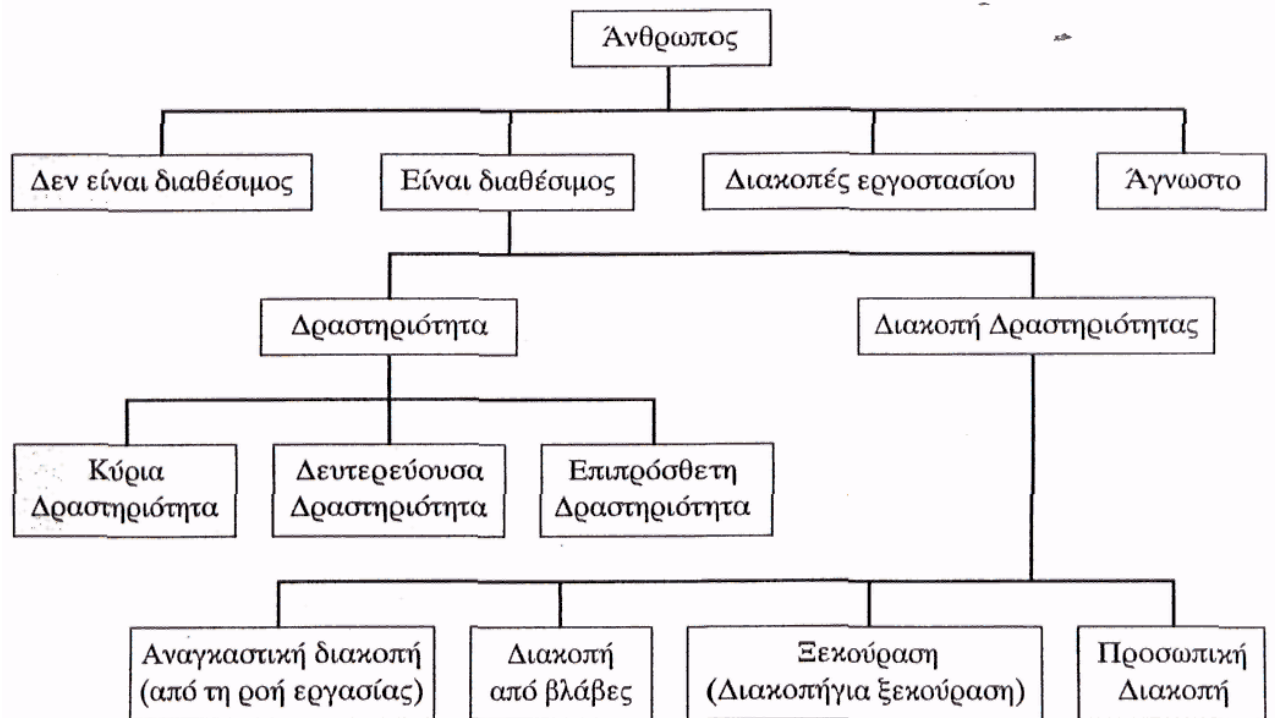 Άνθρωπος
Δεν είναι διαθέσιμος
Είναι διαθέσιμος
Διακοπές εργοστασίου
Άγνωστο
Δραστηριότητα
Διακοπή Δραστηριότητας
Κύρια
Δραστηριότητα
Δευτερεύουσα
Δραστηριότητα
Επιπρόσθετη
Δραστηριότητα
Αναγκαστική διακοπή
(από τη ροή εργασίας)
Διακοπή
από βλάβες
Ξεκούραση
(Διακοπήγια ξεκούραση)
Προσωπική
Διακοπή